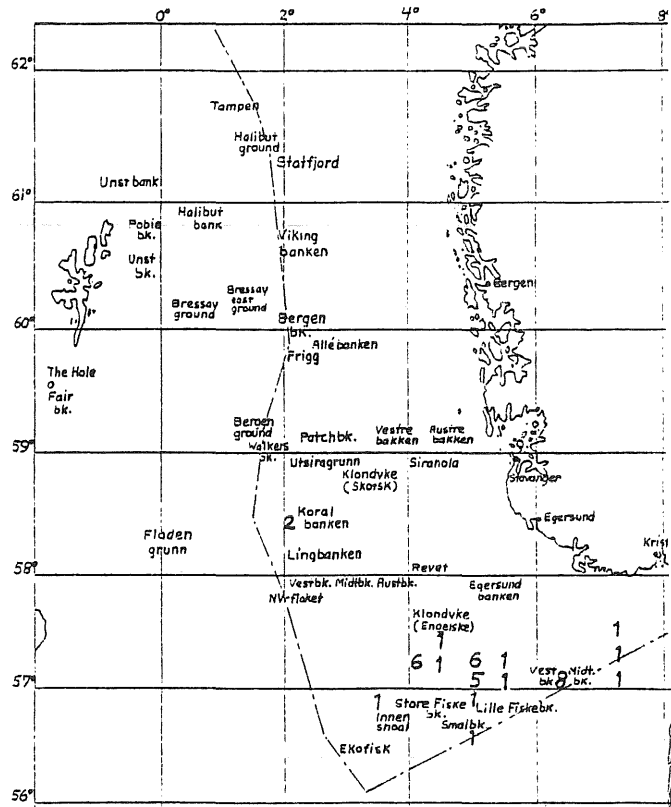 0° 2° 4° 6° 8°
62°
Tampen
Halibut
ground
Statfjord
Unst bank
61°
Halibut
bank
Pobie
bk.
Unst
bk.
Viking
banken
Bergen
Bressay
ground
Bressay
east
ground
Bergen
bk.
60°
Allébanken
Frigg
The Hole
Fair
bk.
Bergen
ground
Patchbk.
Vestre
bakken
Austre
bakken
Walkers
bk.
59°
Utsiragrunn
Klondyke
(Skotsk)
Siranola
Stavanger
2
Koral
banken
Egersund
Fladen
grunn
Lingbanken
Krist
Revet
58°
Vestbk. Midtbk. Austbk.
Egersund
banken
Klondyke
(Engelske)
1
1
6 1 6 1 1
Vest
bk
Midt.
bk.
5 1 8 1
57°
1
Inner
shoal
Store Fiske
bk.
1
Lille Fiskebk.
Smalbk.
1
Ekofisk
56°